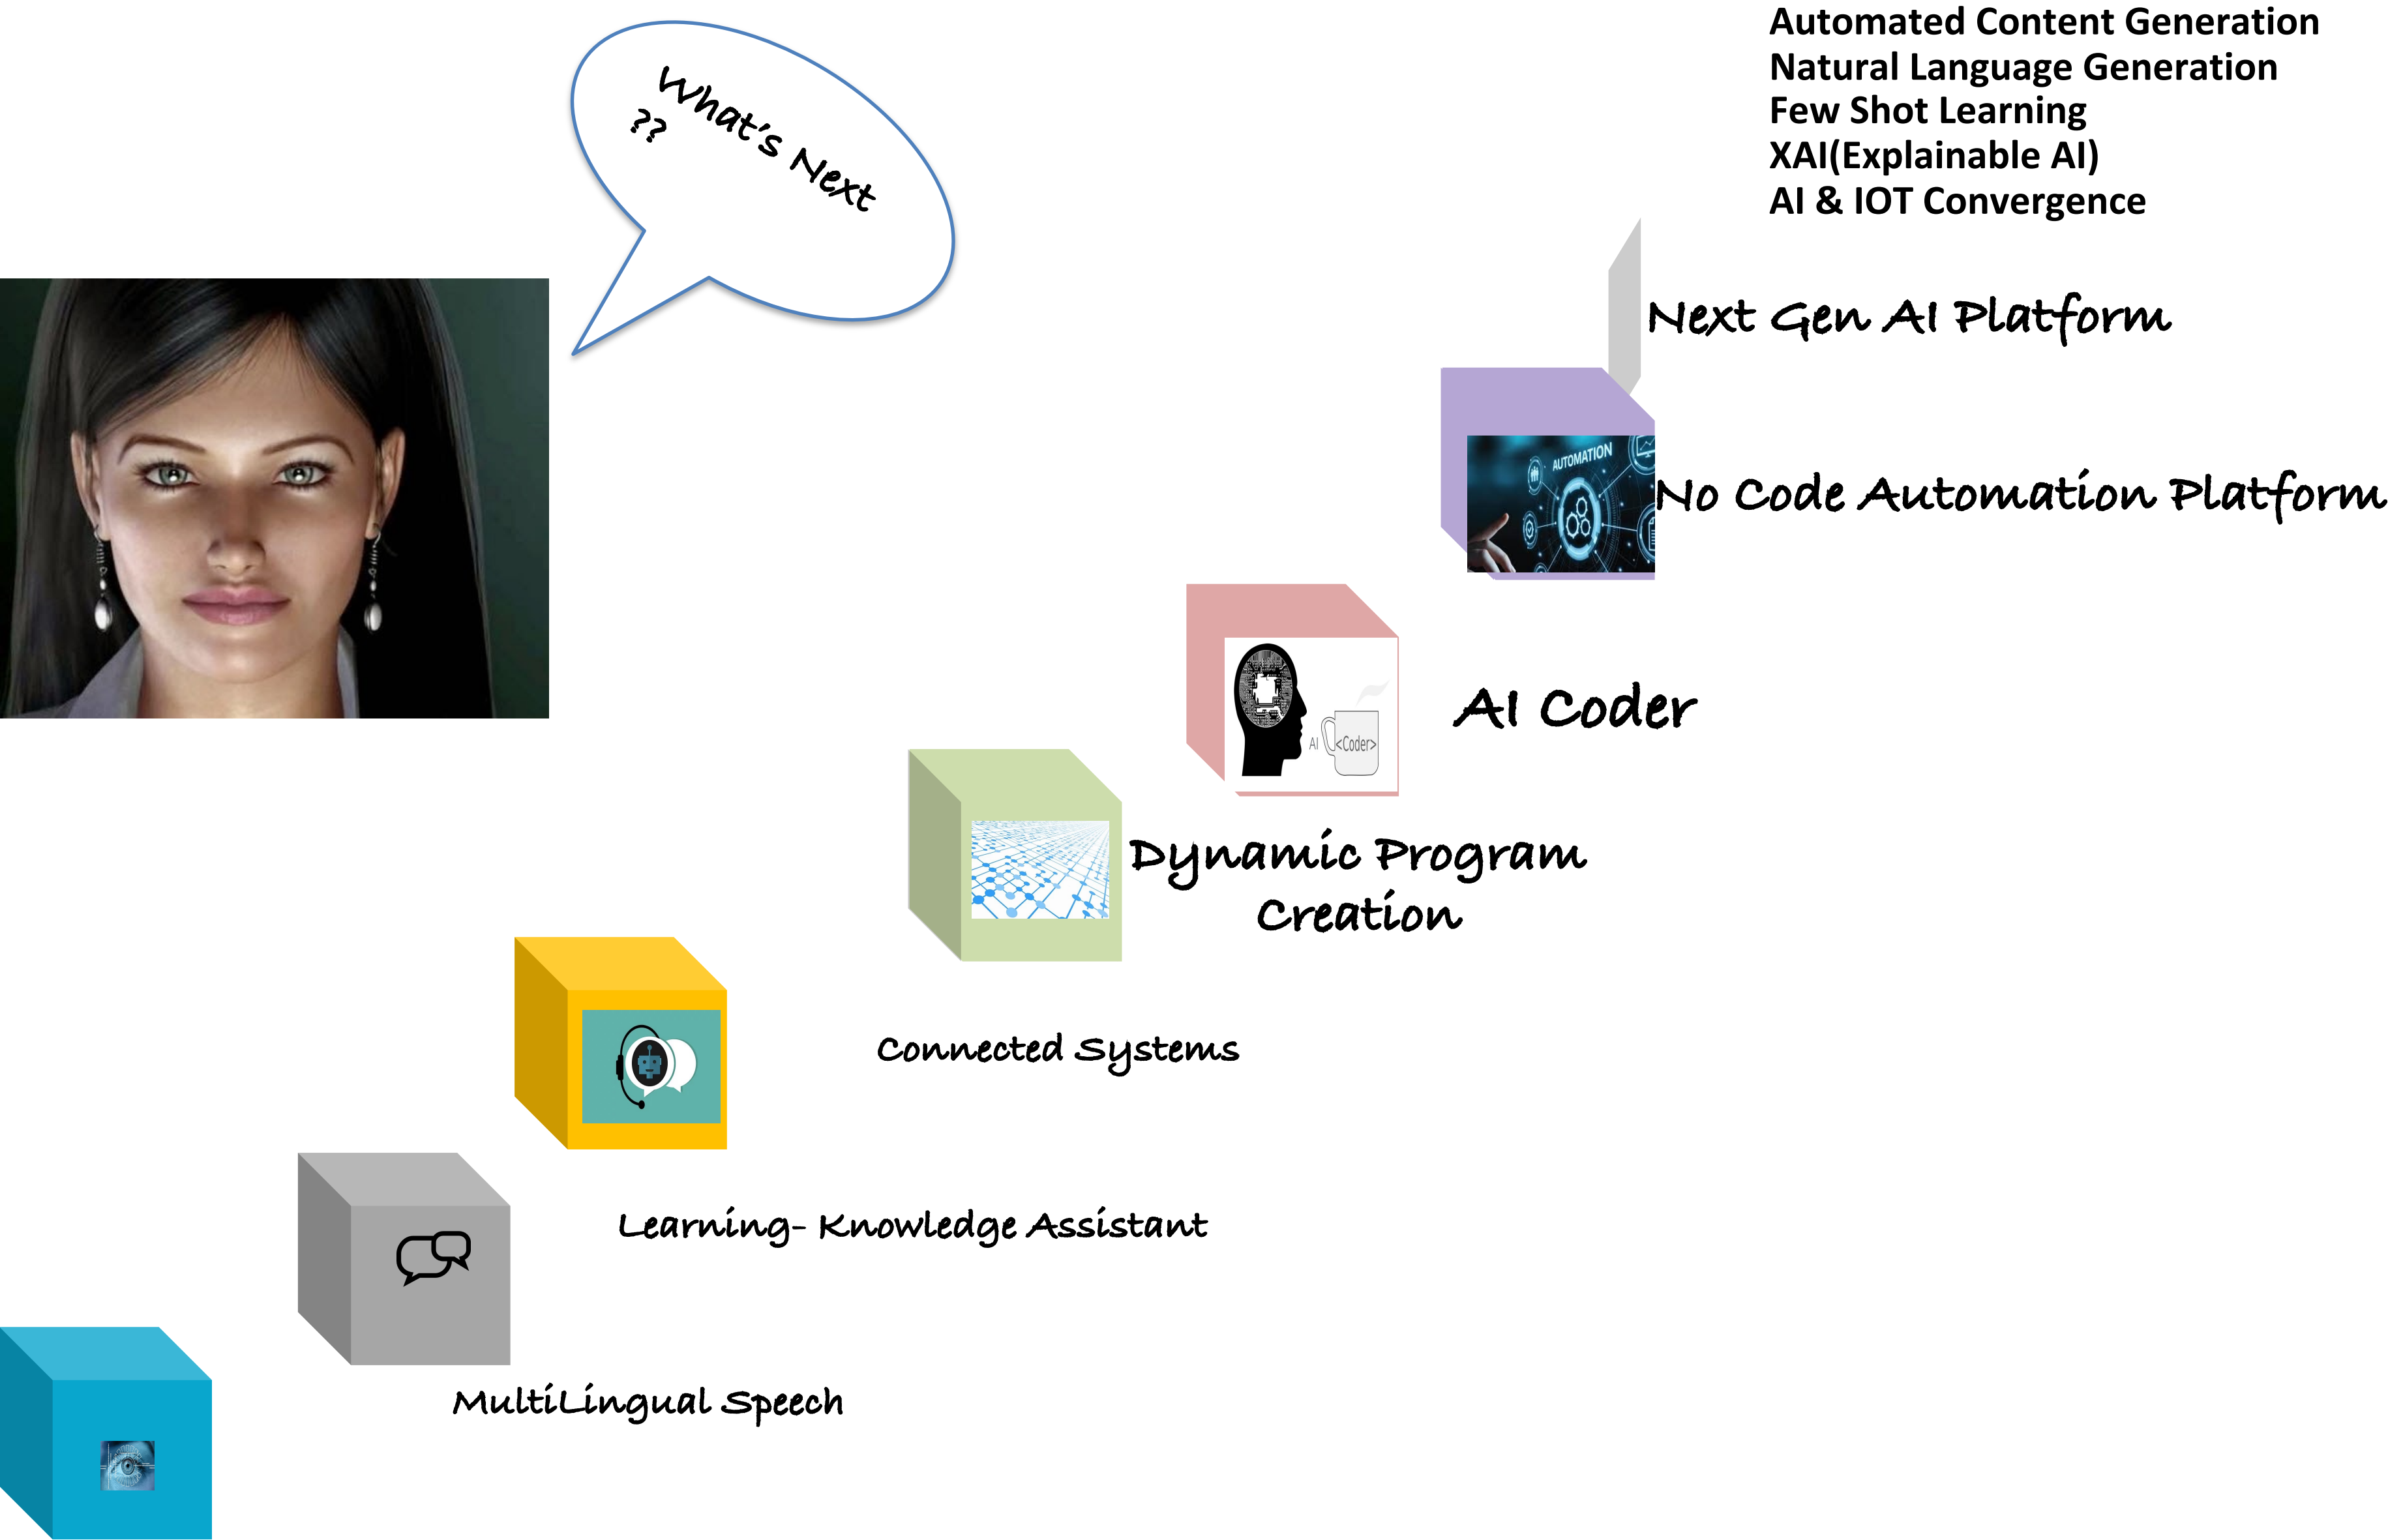 What's Next
??
Automated Content Generation
Natural Language Generation
Few Shot Learning
XAI(Explainable AI)
AI & IOT Convergence
Next Gen AI Platform
AUTOMATION
No Code Automation Platform
AI <Coder>
AI Coder
Dynamic Program
Creation
Connected Systems
Learning- Knowledge Assistant
MultiLingual Speech